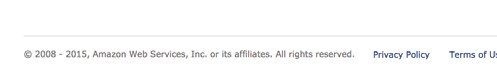 © 2008 - 2015, Amazon Web Services, Inc. or its affiliates. All rights reserved. Privacy Policy Terms of